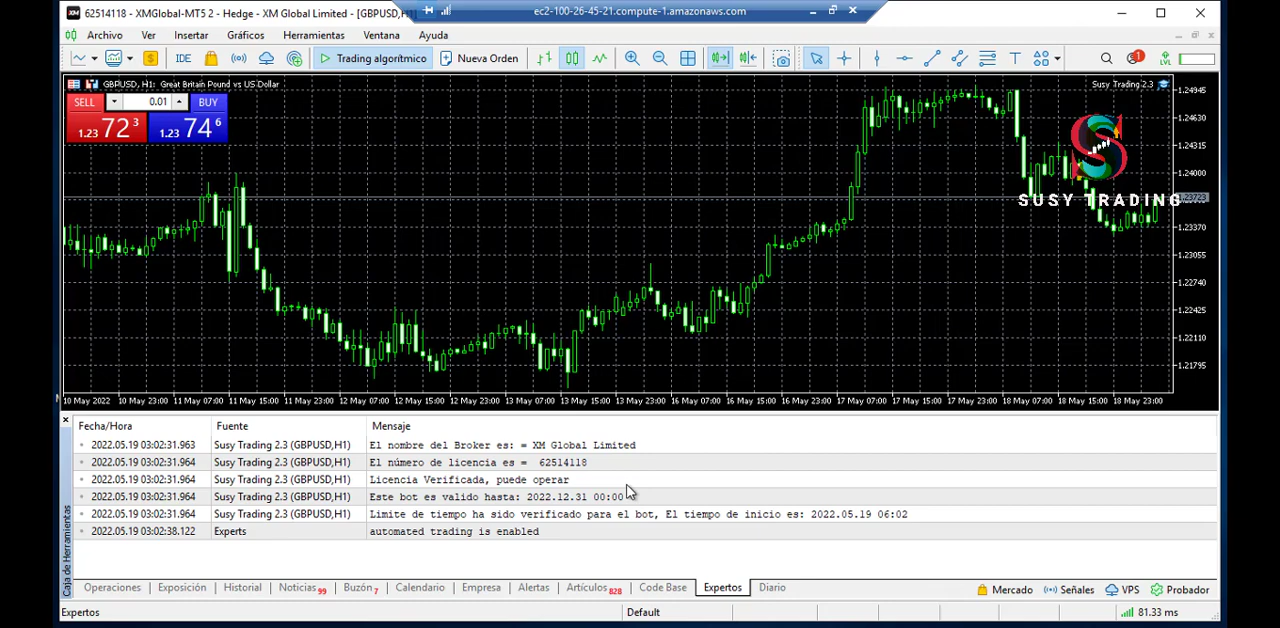 62514118 - XMGlobal-MT5 2 - Hedge - XM Global Limited - [GBPUSD,H1]
ec2-100-26-45-21.compute-1.amazonaws.com
Archivo Ver Insertar Gráficos Herramientas Ventana Ayuda
IDE Trading algorítmico Nueva Orden 1 LVL
GBPUSD, H1: Great Britain Pound vs US Dollar
Susy Trading 2.3
SELL 0.01 BUY
1.23 72 3 1.23 74 6
1.24945
1.24630
1.24315
1.24000
SUSY TRADING
1.23723
1.23370
1.23055
1.22740
1.22425
1.22110
1.21795
10 May 2022 10 May 23:00 11 May 07:00 11 May 15:00 11 May 23:00 12 May 07:00 12 May 15:00 12 May 23:00 13 May 07:00 13 May 15:00 13 May 23:00 16 May 07:00 16 May 15:00 16 May 23:00 17 May 07:00 17 May 15:00 17 May 23:00 18 May 07:00 18 May 15:00 18 May 23:00
Fecha/Hora Fuente Mensaje
2022.05.19 03:02:31.963 Susy Trading 2.3 (GBPUSD,H1) El nombre del Broker es: = XM Global Limited
2022.05.19 03:02:31.964 Susy Trading 2.3 (GBPUSD,H1) El número de licencia es = 62514118
2022.05.19 03:02:31.964 Susy Trading 2.3 (GBPUSD,H1) Licencia Verificada, puede operar
2022.05.19 03:02:31.964 Susy Trading 2.3 (GBPUSD,H1) Este bot es valido hasta: 2022.12.31 00:00
2022.05.19 03:02:31.964 Susy Trading 2.3 (GBPUSD,H1) Limite de tiempo ha sido verificado para el bot, El tiempo de inicio es: 2022.05.19 06:02
2022.05.19 03:02:38.122 Experts automated trading is enabled
Caja de Herramientas
Operaciones Exposición Historial Noticias 99 Buzón 7 Calendario Empresa Alertas Artículos 828 Code Base Expertos Diario Mercado Señales VPS Probador
Expertos Default 81.33 ms